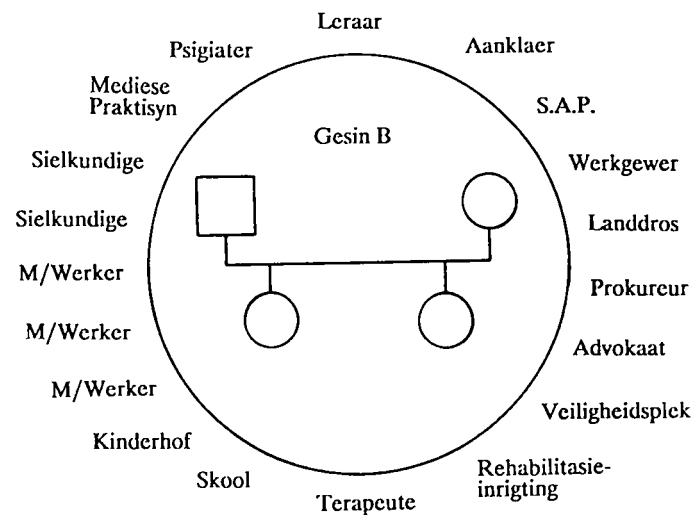 Leraar
Psigiater
Aanklaer
Mediese
Praktisyn
S.A.P.
Gesin B
Sielkundige
Werkgewer
Sielkundige
Landdros
M/Werker
Prokureur
M/Werker
Advokaat
M/Werker
Veiligheidsplek
Kinderhof
Skool
Rehabilitasie-
inrigting
Terapeute